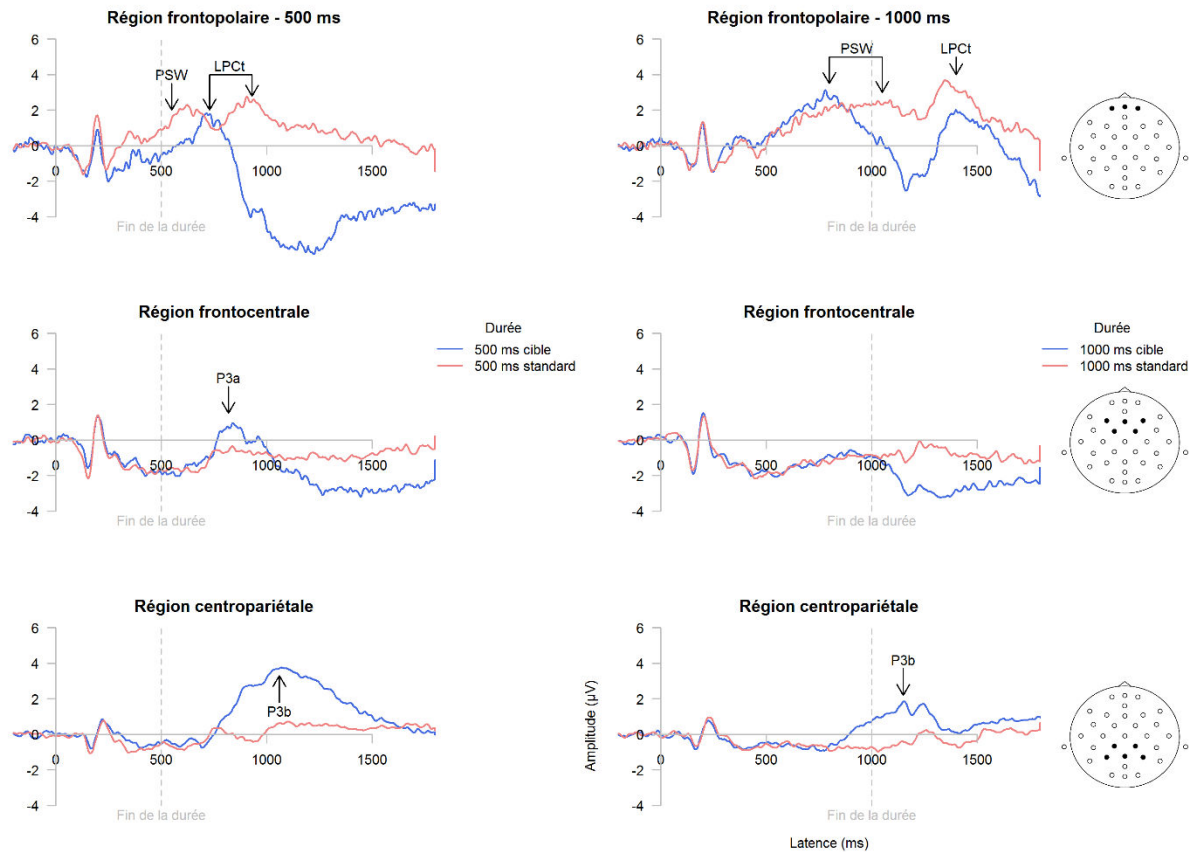 Région frontopolaire - 500 ms
6
4
2
0
-2
-4
PSW
LPCt
0
500
1000
1500
Fin de la durée
Région frontopolaire - 1000 ms
6
4
2
0
-2
-4
PSW
LPCt
0
500
1000
1500
Fin de la durée
Région frontocentrale
6
4
2
0
-2
-4
P3a
0
500
1000
1500
Fin de la durée
Durée
500 ms cible
500 ms standard
Région frontocentrale
6
4
2
0
-2
-4
0
500
1000
1500
Fin de la durée
Durée
1000 ms cible
1000 ms standard
Région centropariétale
6
4
2
0
-2
-4
P3b
0
500
1000
1500
Fin de la durée
Région centropariétale
Amplitude (µV)
6
4
2
0
-2
-4
P3b
0
500
1000
1500
Fin de la durée
Latence (ms)